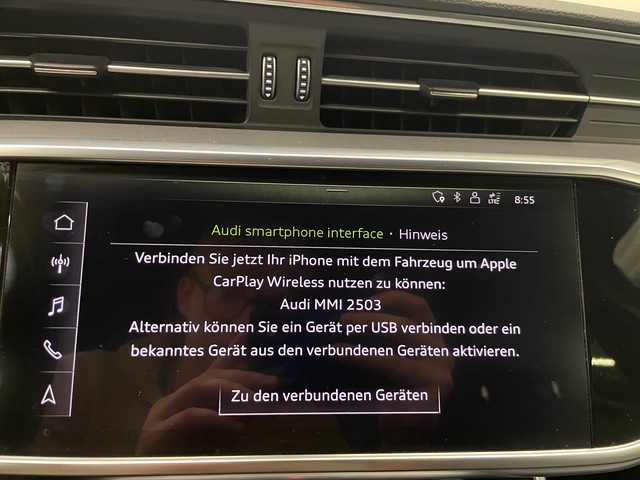 LTE 8:55
Audi smartphone interface · Hinweis
Verbinden Sie jetzt Ihr iPhone mit dem Fahrzeug um Apple
CarPlay Wireless nutzen zu können:
Audi MMI 2503
Alternativ können Sie ein Gerät per USB verbinden oder ein
bekanntes Gerät aus den verbundenen Geräten aktivieren.
Zu den verbundenen Geräten